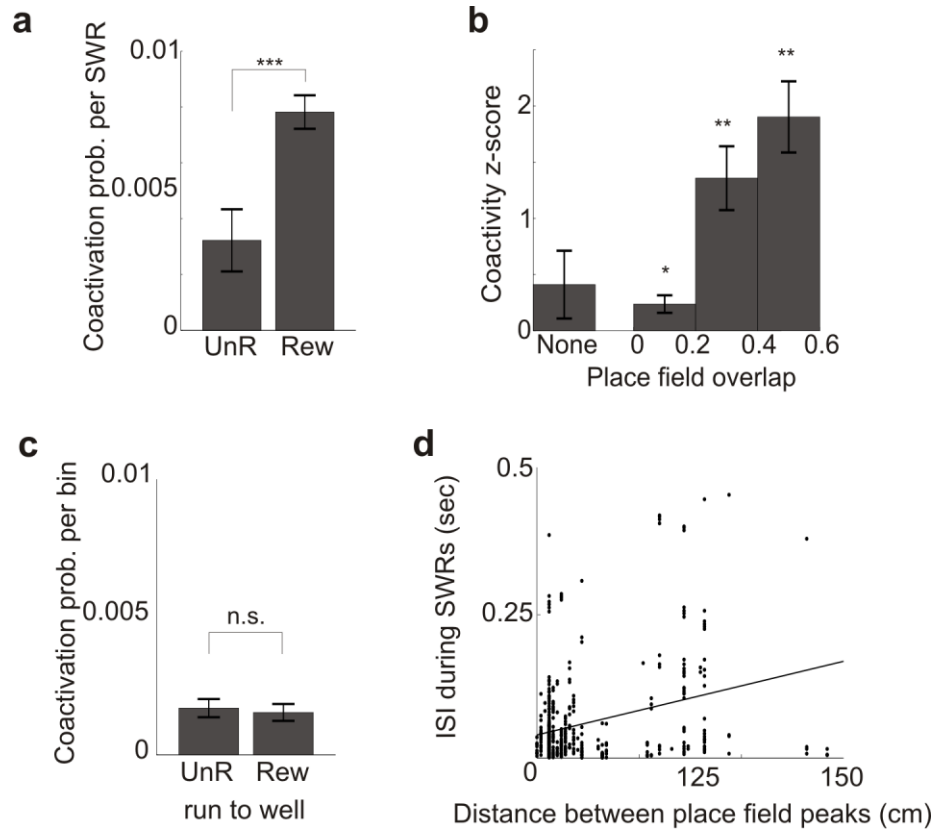 a
Coactivation prob. per SWR
0.01
0.005
0
***
UnR Rew
b
Coactivity z-score
2
1
0
*
**
**
None 0 0.2 0.4 0.6
Place field overlap
c
Coactivation prob. per bin
0.01
0.005
0
n.s.
UnR Rew
run to well
d
ISI during SWRs (sec)
0.5
0.25
0 125 150
Distance between place field peaks (cm)